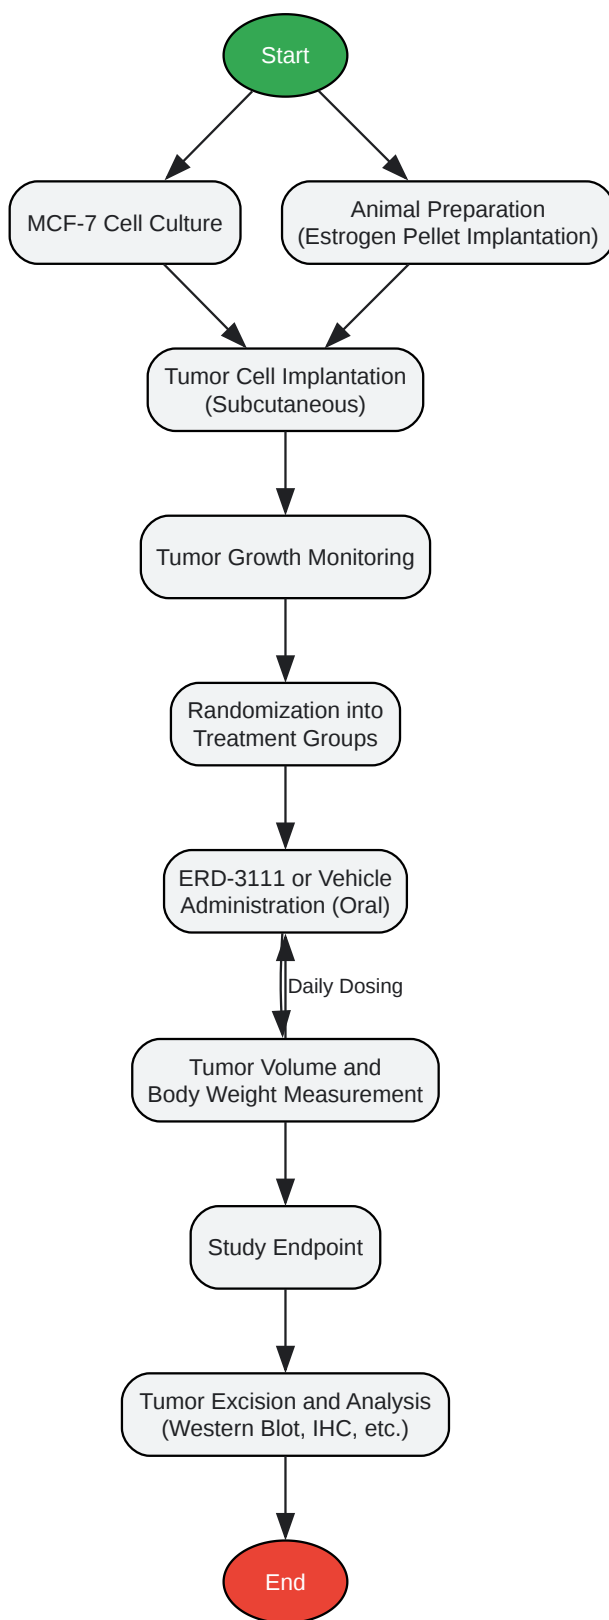 Start
MCF-7 Cell Culture
Animal Preparation
(Estrogen Pellet Implantation)
Tumor Cell Implantation
(Subcutaneous)
Tumor Growth Monitoring
Randomization into
Treatment Groups
ERD-3111 or Vehicle
Administration (Oral)
Daily Dosing
Tumor Volume and
Body Weight Measurement
Study Endpoint
Tumor Excision and Analysis
(Western Blot, IHC, etc.)
End